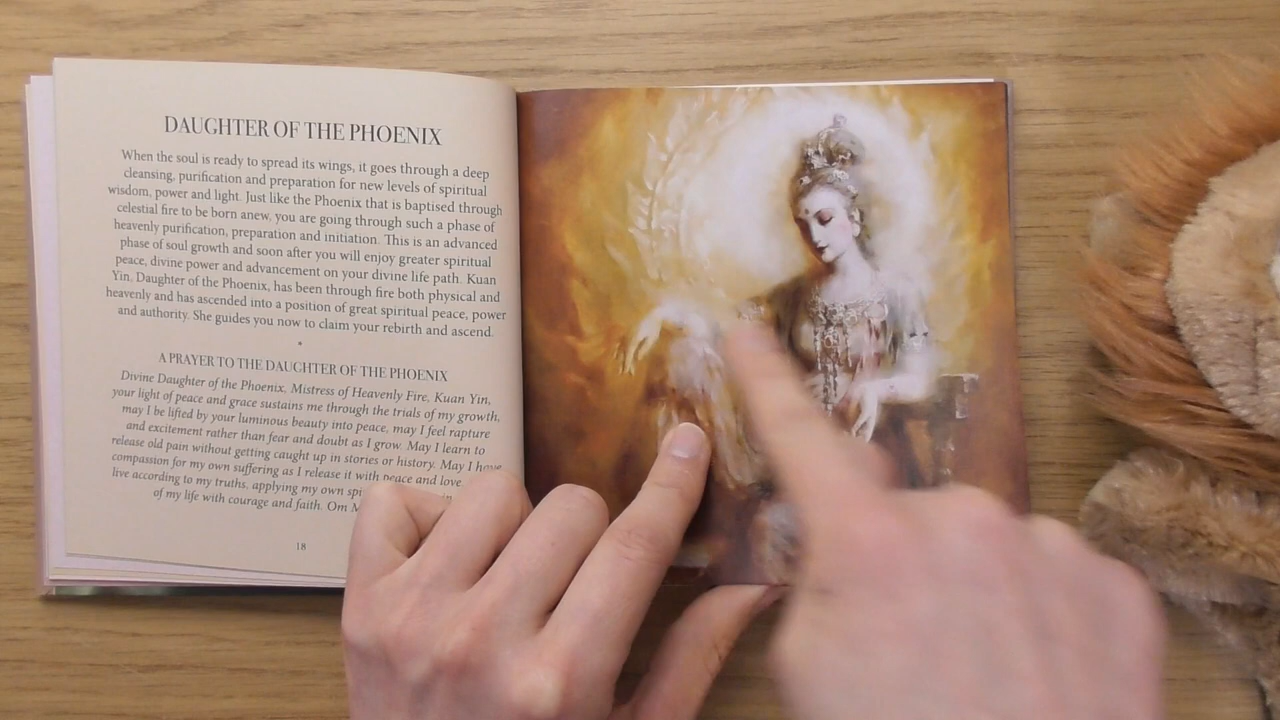 DAUGHTER OF THE PHOENIX
When the soul is ready to spread its wings, it goes through a deep
cleansing, purification and preparation for new levels of spiritual
wisdom, power and light. Just like the Phoenix that is baptised through
celestial fire to be born anew, you are going through such a phase of
heavenly purification, preparation and initiation. This is an advanced
phase of soul growth and soon after you will enjoy greater spiritual
peace, divine power and advancement on your divine life path. Kuan
Yin, Daughter of the Phoenix, has been through fire both physical and
heavenly and has ascended into a position of great spiritual peace, power
and authority. She guides you now to claim your rebirth and ascend.
*
A PRAYER TO THE DAUGHTER OF THE PHOENIX
Divine Daughter of the Phoenix, Mistress of Heavenly Fire, Kuan Yin,
your light of peace and grace sustains me through the trials of my growth,
may I be lifted by your luminous beauty into peace, may I feel rapture
and excitement rather than fear and doubt as I grow. May I learn to
release old pain without getting caught up in stories or history. May I have
compassion for my own suffering as I release it with peace and love
live according to my truths, applying my own
of my life with courage and faith. Om
18